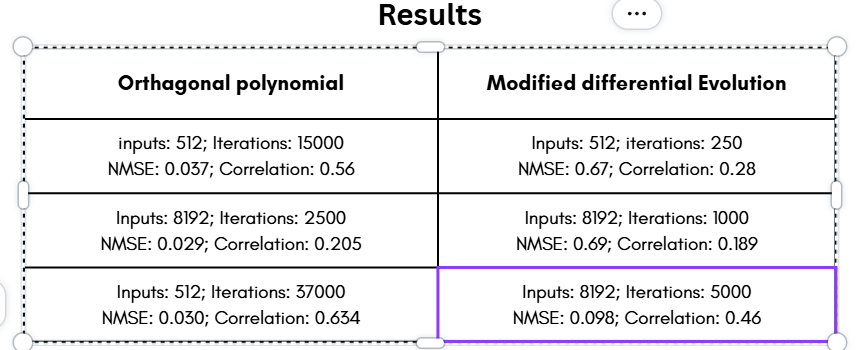 Results
Orthagonal polynomial
Modified differential Evolution
inputs: 512; Iterations: 15000
NMSE: 0.037; Correlation: 0.56
Inputs: 512; iterations: 250
NMSE: 0.67; Correlation: 0.28
Inputs: 8192; Iterations: 2500
NMSE: 0.029; Correlation: 0.205
Inputs: 8192; Iterations: 1000
NMSE: 0.69; Correlation: 0.189
Inputs: 512; Iterations: 37000
NMSE: 0.030; Correlation: 0.634
Inputs: 8192; Iterations: 5000
NMSE: 0.098; Correlation: 0.46